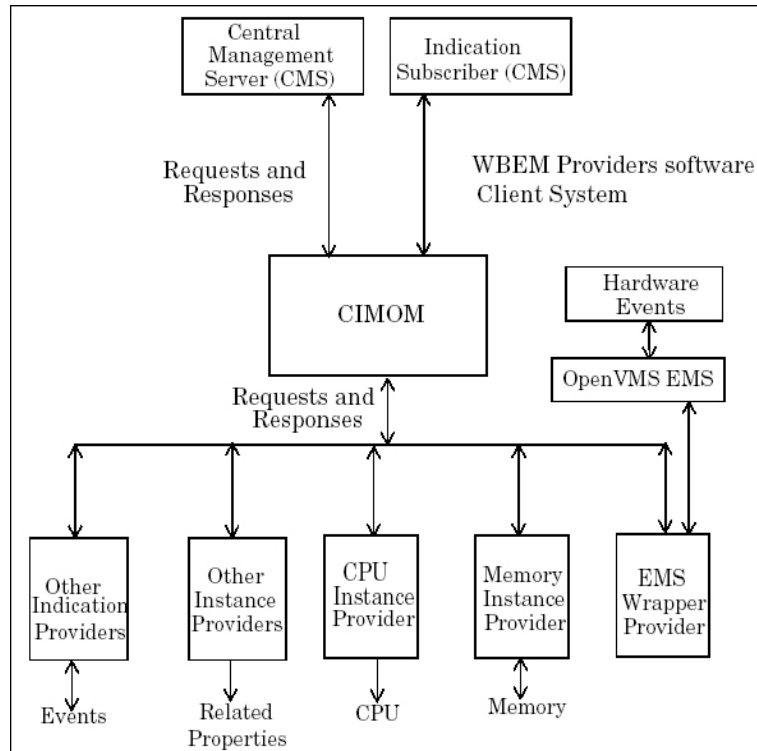 Central
Management
Server (CMS)
Indication
Subscriber (CMS)
Requests and
Responses
WBEM Providers software
Client System
CIMOM
Hardware
Events
OpenVMS EMS
Requests and
Responses
Other
Indication
Providers
Other
Instance
Providers
CPU
Instance
Provider
Memory
Instance
Provider
EMS
Wrapper
Provider
Events
Related
Properties
CPU
Memory